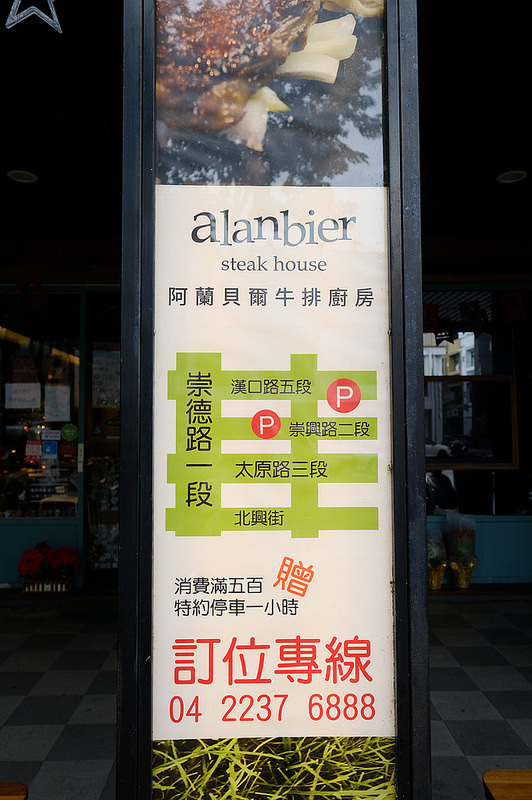 alanbier
steak house
阿蘭貝爾牛排廚房
崇德路一段
漢口路五段
P
P
崇興路二段
太原路三段
北興街
贈
消費滿五百
特約停車一小時
訂位專線
04 2237 6888